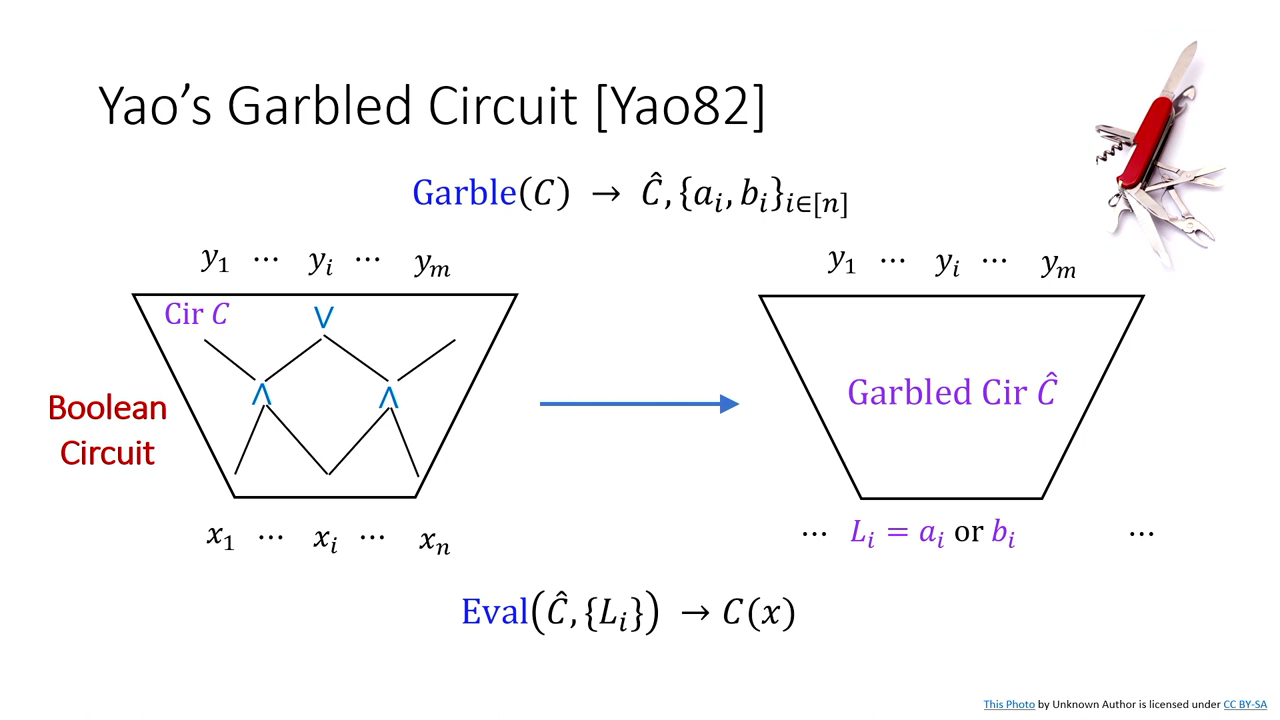 Yao’s Garbled Circuit [Yao82]
Garble(C) → Ĉ, {aᵢ, bᵢ}ᵢ∈[n]
y₁ ⋯ yᵢ ⋯ yₘ
Cir C
∨
∧ ∧
Boolean
Circuit
x₁ ⋯ xᵢ ⋯ xₙ
y₁ ⋯ yᵢ ⋯ yₘ
Garbled Cir Ĉ
⋯ Lᵢ = aᵢ or bᵢ ⋯
Eval(Ĉ, {Lᵢ}) → C(x)
This Photo by Unknown Author is licensed under CC BY-SA